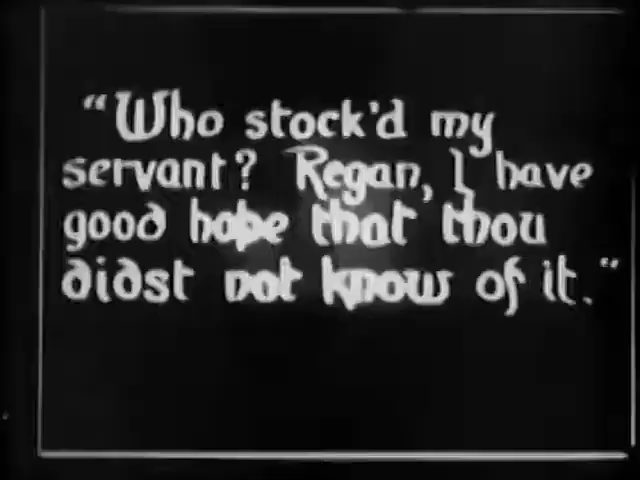 “Who stock'd my
servant? Regan, I have
good hope that thou
didst not know of it.”